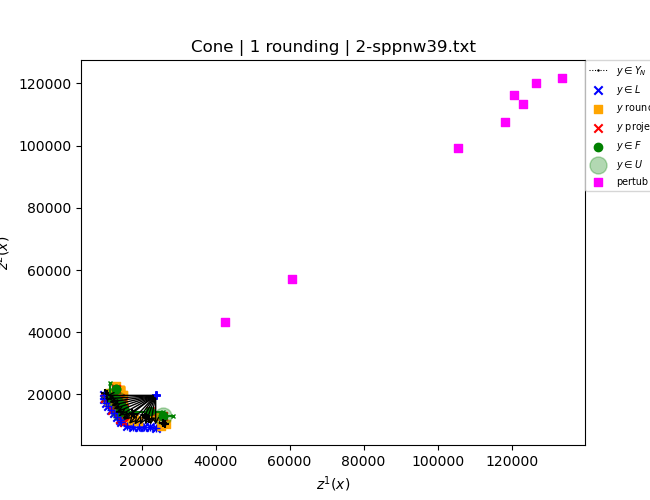 Cone | 1 rounding | 2-sppnw39.txt
120000
100000
80000
60000
40000
20000
20000 40000 60000 80000 100000 120000
z¹(x)
z²(x)
y ∈ Y_N
y ∈ L
y roun
y proje
y ∈ F
y ∈ U
pertub